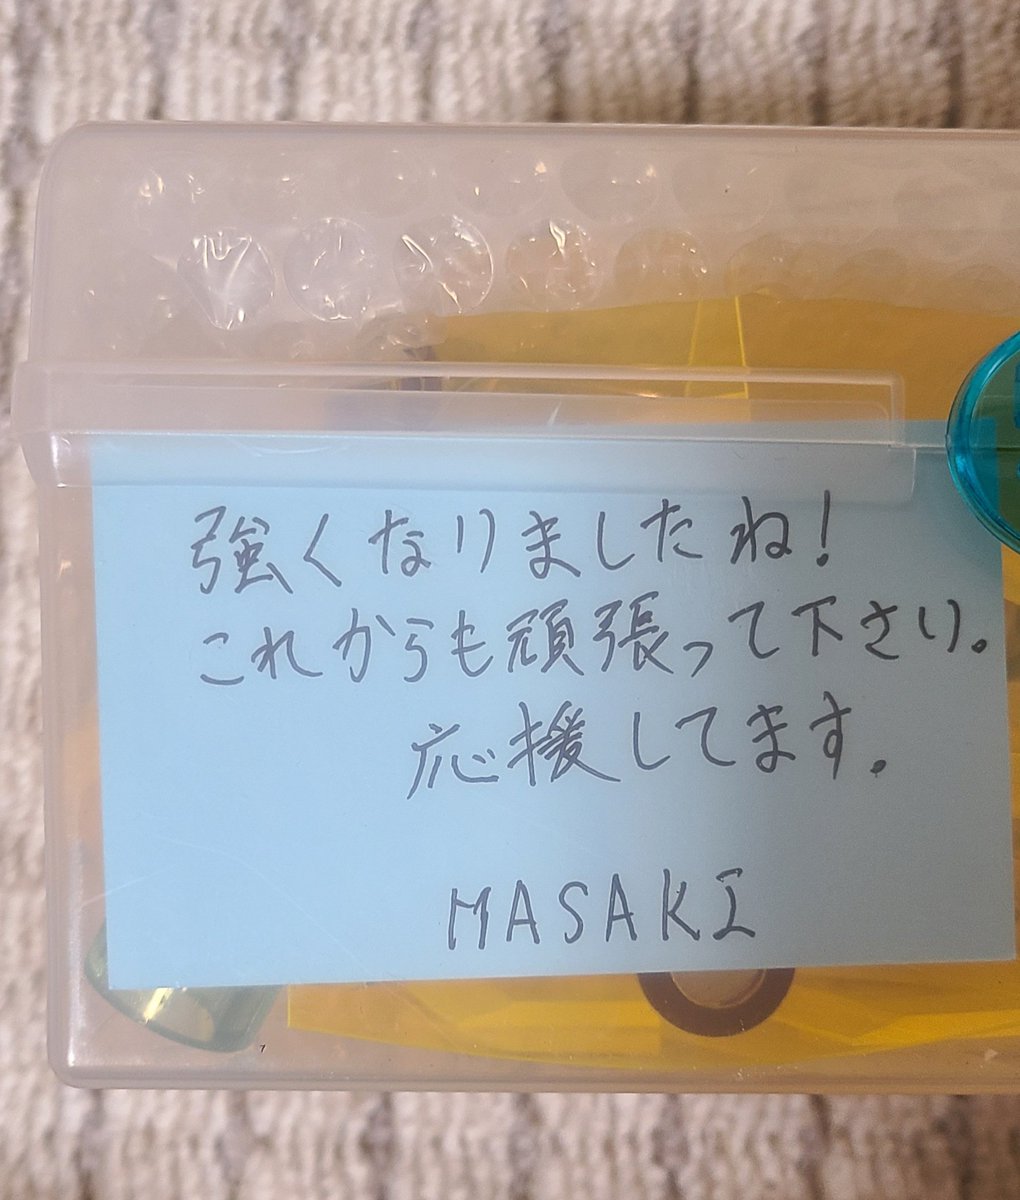 強くなりましたね!
これからも頑張って下さい。
応援してます。
MASAKI